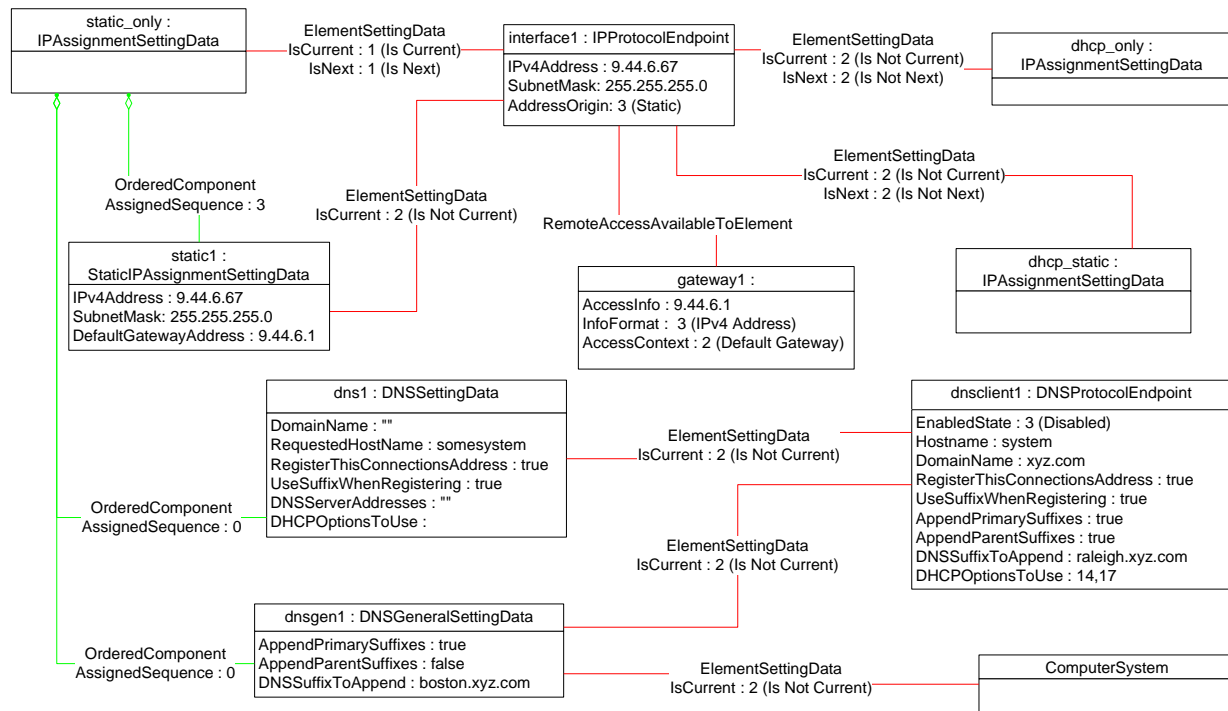 static_only :
IPAssignmentSettingData
ElementSettingData
IsCurrent : 1 (Is Current)
IsNext : 1 (Is Next)
interface1 : IPProtocolEndpoint
IPv4Address : 9.44.6.67
SubnetMask: 255.255.255.0
AddressOrigin: 3 (Static)
ElementSettingData
IsCurrent : 2 (Is Not Current)
IsNext : 2 (Is Not Next)
dhcp_only :
IPAssignmentSettingData
OrderedComponent
AssignedSequence : 3
ElementSettingData
IsCurrent : 2 (Is Not Current)
ElementSettingData
IsCurrent : 2 (Is Not Current)
IsNext : 2 (Is Not Next)
RemoteAccessAvailableToElement
static1 :
StaticIPAssignmentSettingData
IPv4Address : 9.44.6.67
SubnetMask: 255.255.255.0
DefaultGatewayAddress : 9.44.6.1
gateway1 :
AccessInfo : 9.44.6.1
InfoFormat : 3 (IPv4 Address)
AccessContext : 2 (Default Gateway)
dhcp_static :
IPAssignmentSettingData
dns1 : DNSSettingData
DomainName : ""
RequestedHostName : somesystem
RegisterThisConnectionsAddress : true
UseSuffixWhenRegistering : true
DNSServerAddresses : ""
DHCPOptionsToUse :
OrderedComponent
AssignedSequence : 0
ElementSettingData
IsCurrent : 2 (Is Not Current)
dnsclient1 : DNSProtocolEndpoint
EnabledState : 3 (Disabled)
Hostname : system
DomainName : xyz.com
RegisterThisConnectionsAddress : true
UseSuffixWhenRegistering : true
AppendPrimarySuffixes : true
AppendParentSuffixes : true
DNSSuffixToAppend : raleigh.xyz.com
DHCPOptionsToUse : 14,17
ElementSettingData
IsCurrent : 2 (Is Not Current)
dnsgen1 : DNSGeneralSettingData
AppendPrimarySuffixes : true
AppendParentSuffixes : false
DNSSuffixToAppend : boston.xyz.com
OrderedComponent
AssignedSequence : 0
ElementSettingData
IsCurrent : 2 (Is Not Current)
ComputerSystem